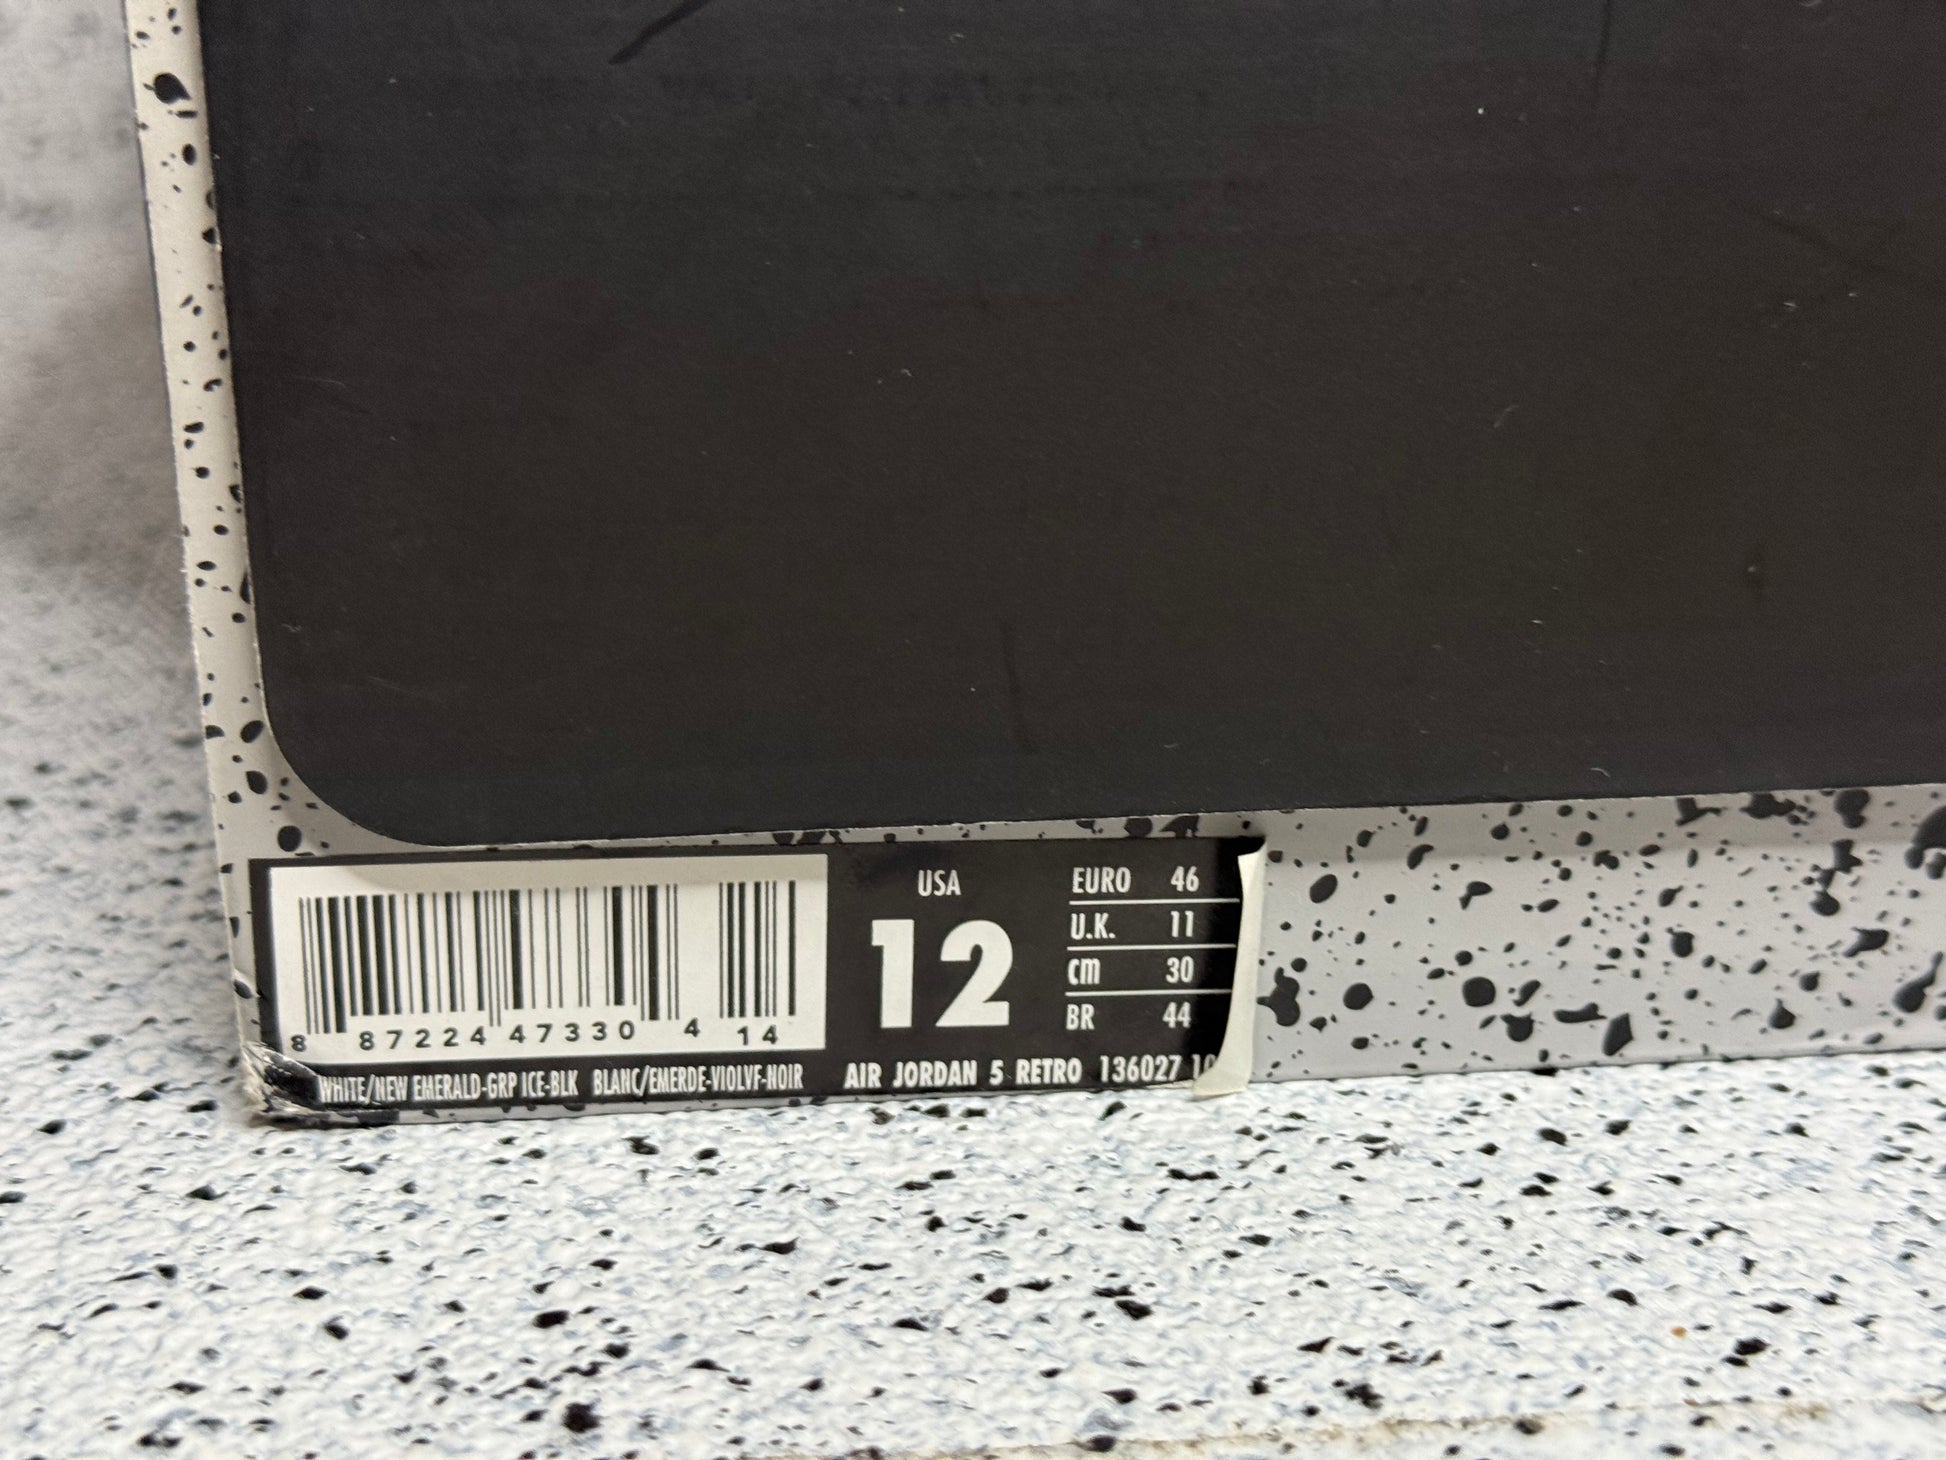 USA
12
EURO 46
U.K. 11
cm 30
BR 44
8 87224 47330 4 14
WHITE/NEW EMERALD-GRP ICE-BLK BLANC/EMERDE-VIOLVF-NOIR
AIR JORDAN 5 RETRO 136027